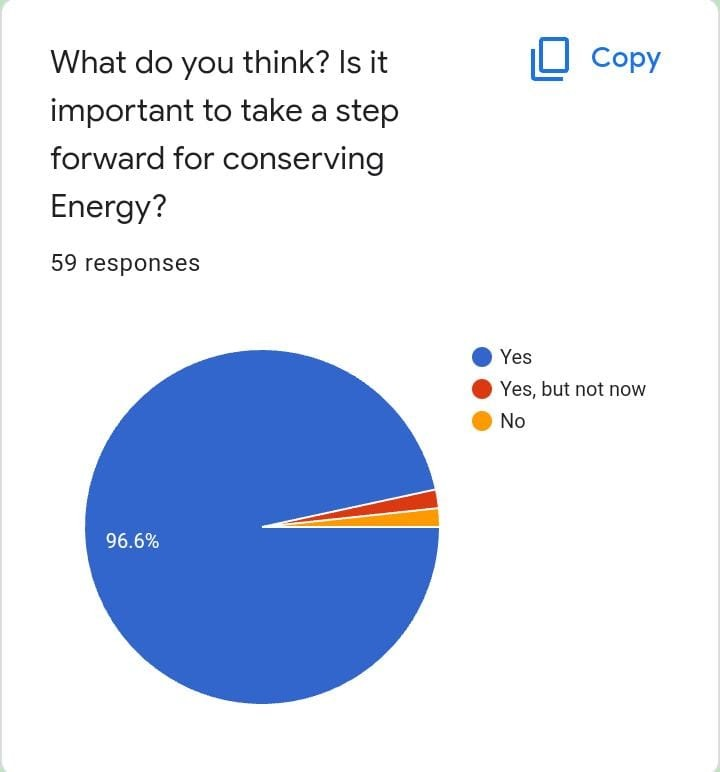 What do you think? Is it
important to take a step
forward for conserving
Energy?
Copy
59 responses
Yes
Yes, but not now
No
96.6%